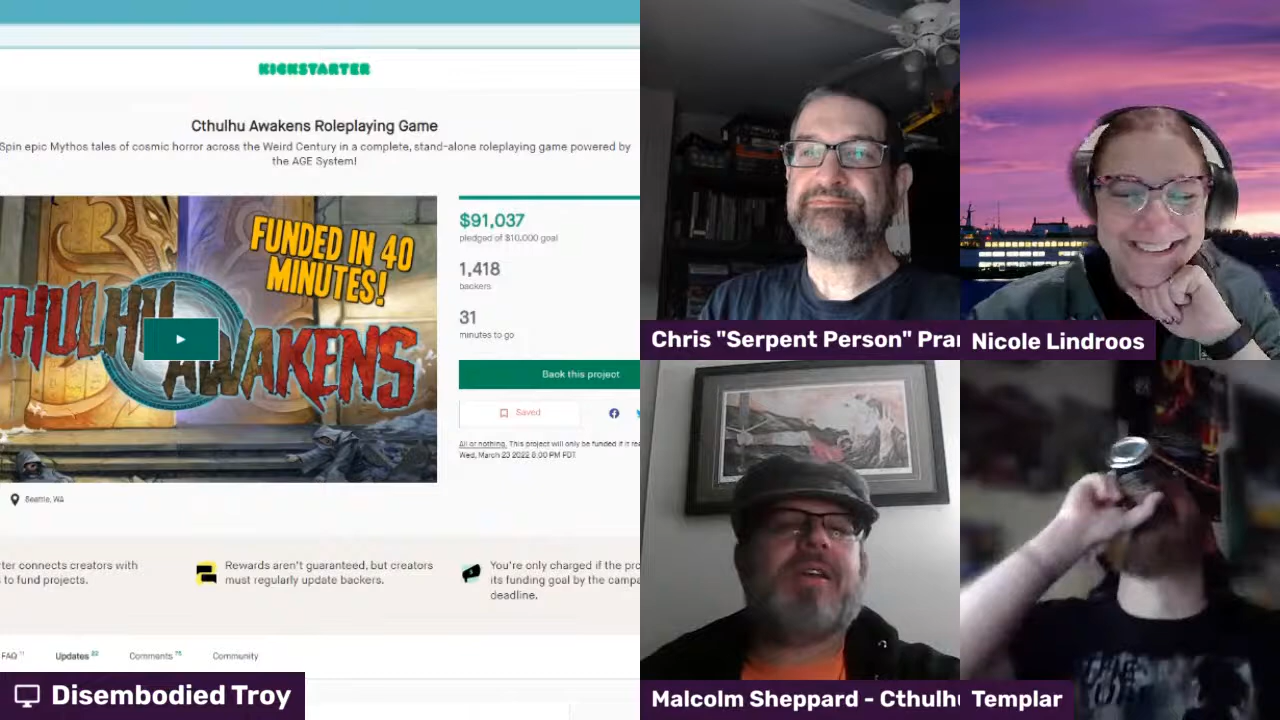 KICKSTARTER
Cthulhu Awakens Roleplaying Game
Spin epic Mythos tales of cosmic horror across the Weird Century in a complete, stand-alone roleplaying game powered by
the AGE System!
FUNDED IN 40
MINUTES!
THULHU
AWAKENS
$91,037
pledged of $10,000 goal
1,418
backers
31
minutes to go
Back this project
Saved
All or nothing. This project will only be funded if it rea
Wed, March 23 2022 6:00 PM PDT
Seattle, WA
ter connects creators with
s to fund projects.
Rewards aren't guaranteed, but creators
must regularly update backers.
You're only charged if the pro
its funding goal by the campa
deadline.
FAQ 11
Updates 22
Comments 75
Community
Disembodied Troy
Chris "Serpent Person" Pra
Nicole Lindroos
Malcolm Sheppard - Cthulh
Templar